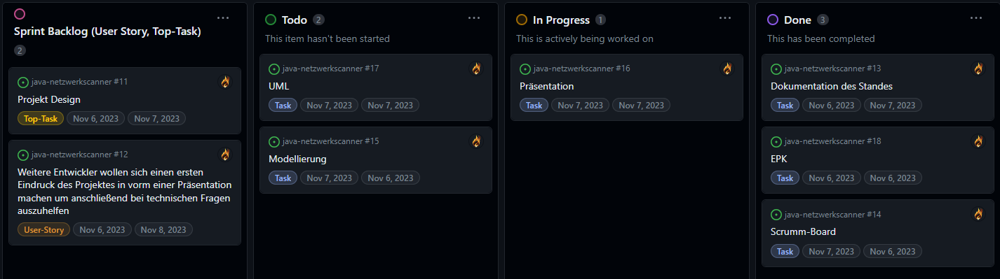 Sprint Backlog (User Story, Top-Task)
2
java-netzwerkscanner #11
Projekt Design
Top-Task Nov 6, 2023 Nov 7, 2023
java-netzwerkscanner #12
Weitere Entwickler wollen sich einen ersten
Eindruck des Projektes in vorm einer Präsentation
machen um anschließend bei technischen Fragen
auszuhelfen
User-Story Nov 6, 2023 Nov 8, 2023
Todo 2
This item hasn't been started
java-netzwerkscanner #17
UML
Task Nov 7, 2023 Nov 7, 2023
java-netzwerkscanner #15
Modellierung
Task Nov 7, 2023 Nov 6, 2023
In Progress 1
This is actively being worked on
java-netzwerkscanner #16
Präsentation
Task Nov 7, 2023 Nov 7, 2023
Done 3
This has been completed
java-netzwerkscanner #13
Dokumentation des Standes
Task Nov 6, 2023 Nov 7, 2023
java-netzwerkscanner #18
EPK
Task Nov 6, 2023 Nov 6, 2023
java-netzwerkscanner #14
Scrumm-Board
Task Nov 7, 2023 Nov 6, 2023